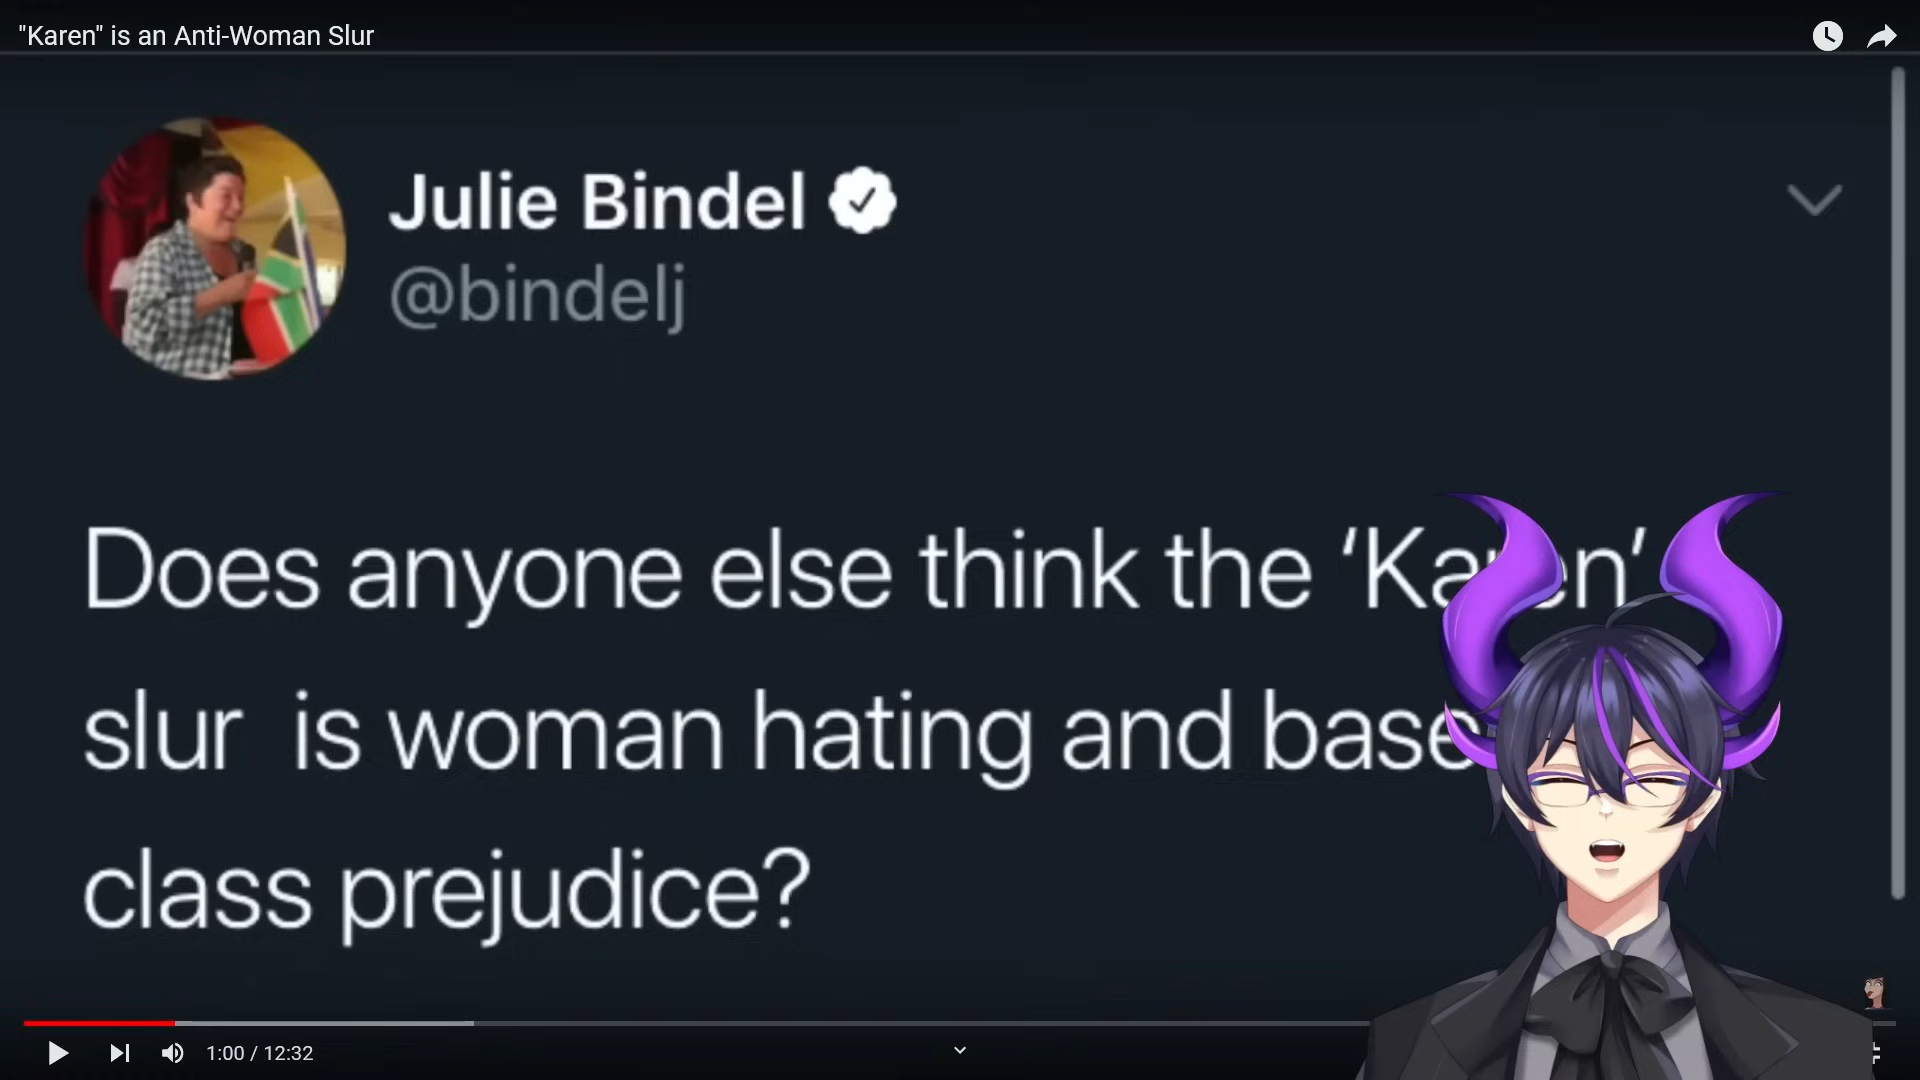 "Karen" is an Anti-Woman Slur
Julie Bindel
@bindelj
Does anyone else think the ‘Karen’
slur is woman hating and
class prejudice?
1:00 / 12:32